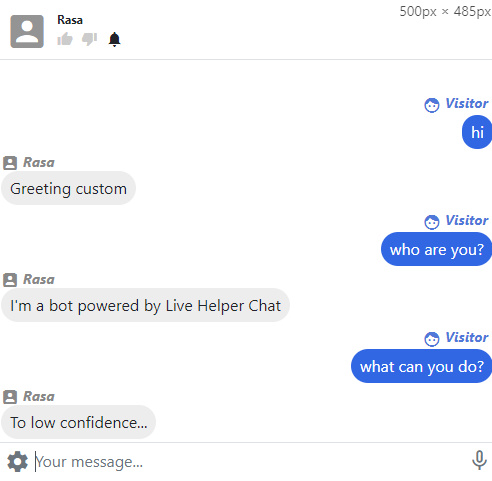 500px × 485px
Rasa
Visitor
hi
Rasa
Greeting custom
Visitor
who are you?
Rasa
I'm a bot powered by Live Helper Chat
Visitor
what can you do?
Rasa
To low confidence...
Your message...